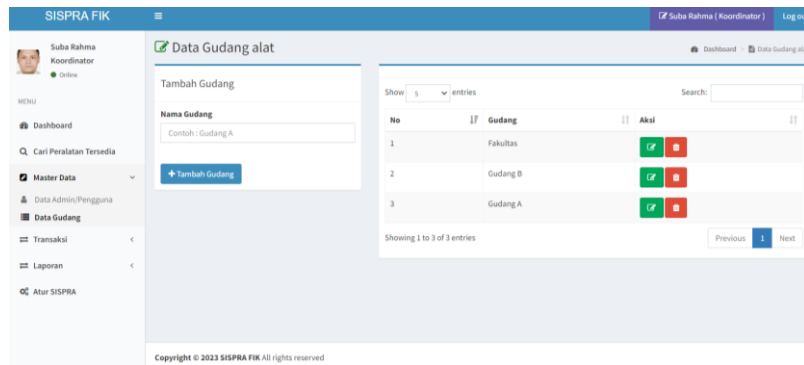 SISPRA FIK
Suba Rahma ( Koordinator )
Log ou
Suba Rahma
Koordinator
Online
MENU
Dashboard
Cari Peralatan Tersedia
Master Data
Data Admin/Pengguna
Data Gudang
Transaksi
Laporan
Atur SISPRA
Data Gudang alat
Dashboard > Data Gudang al
Tambah Gudang
Nama Gudang
Contoh : Gudang A
+ Tambah Gudang
Show 5 entries
Search:
No Gudang Aksi
1 Fakultas
2 Gudang B
3 Gudang A
Showing 1 to 3 of 3 entries
Previous 1 Next
Copyright © 2023 SISPRA FIK All rights reserved